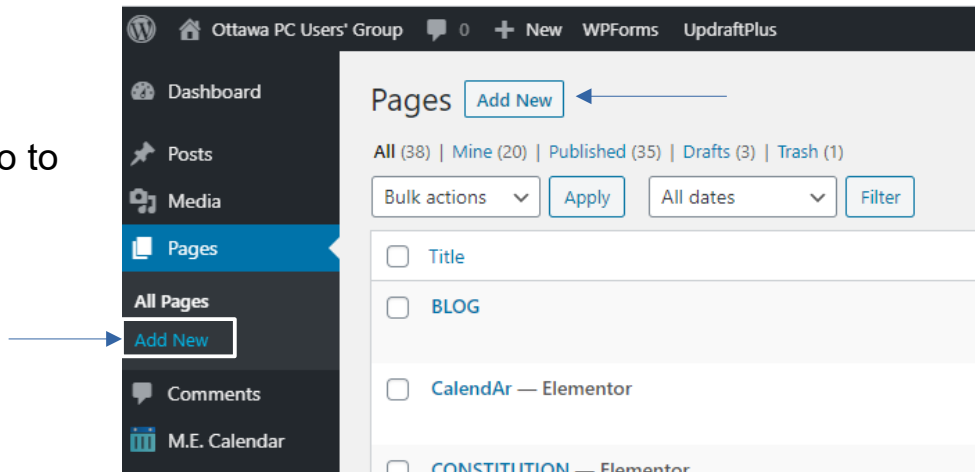 Ottawa PC Users' Group 0 + New WPForms UpdraftPlus
Dashboard
Posts
Media
Pages
All Pages
Add New
Comments
M.E. Calendar
o to
Pages Add New
All (38) | Mine (20) | Published (35) | Drafts (3) | Trash (1)
Bulk actions Apply All dates Filter
Title
BLOG
CalendAr — Elementor
CONSTITUTION — Elementor